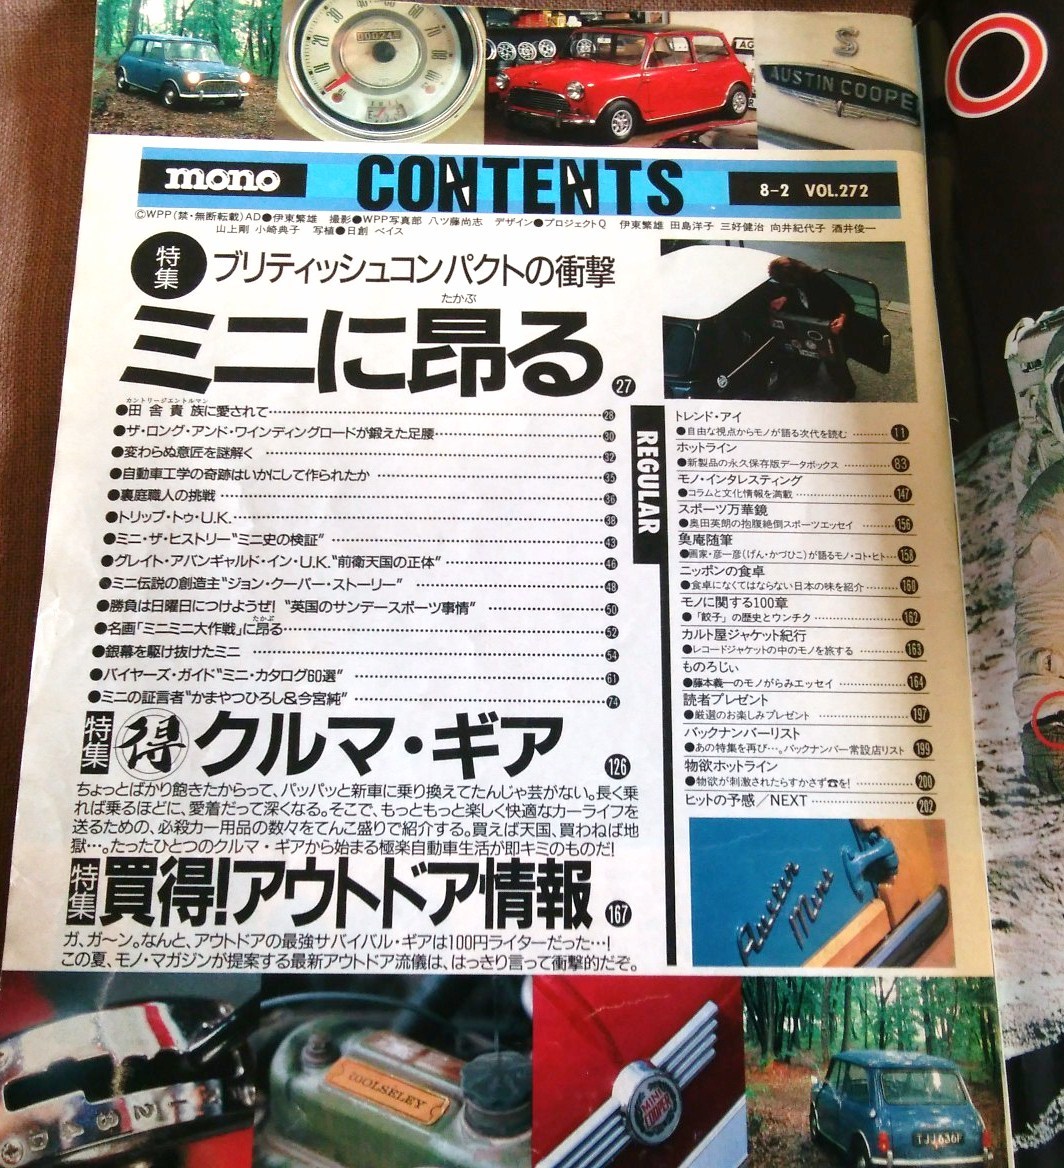 S
AUSTIN COOPE
mono
CONTENTS
8-2 VOL.272
©WPP(禁・無断転載)AD●伊東繁雄 撮影●WPP写真部 八ツ藤尚志 デザイン●プロジェクトQ 伊東繁雄 田島洋子 三好健治 向井紀代子 酒井俊一
山上剛 小崎典子 写植●日創 ベイス
特集
ブリティッシュコンパクトの衝撃
たかぶ
ミニに昂る 27
カントリージェントルマン
●田舎貴族に愛されて 28
●ザ・ロング・アンド・ワインディングロードが鍛えた足腰 30
●変わらぬ意匠を謎解く 32
●自動車工学の奇跡はいかにして作られたか 35
●裏庭職人の挑戦 36
●トリップ・トゥ・U.K. 38
●ミニ・ザ・ヒストリー“ミニ史の検証” 43
●グレイト・アバンギャルド・イン・U.K.“前衛天国の正体” 46
●ミニ伝説の創造主“ジョン・クーパー・ストーリー” 48
●勝負は日曜日につけようぜ! “英国のサンデースポーツ事情” 50
たかぶ
●名画「ミニミニ大作戦」に昂る 52
●銀幕を駆け抜けたミニ 54
●バイヤーズ・ガイド“ミニ・カタログ60選” 61
●ミニの証言者“かまやつひろし&今宮純” 74
特集
得 クルマ・ギア 126
ちょっとばかり飽きたからって、パッパッと新車に乗り換えてたんじゃ芸がない。長く乗
れば乗るほどに、愛着だって深くなる。そこで、もっともっと楽しく快適なカーライフを
送るための、必殺カー用品の数々をてんこ盛りで紹介する。買えば天国、買わねば地
獄…。たったひとつのクルマ・ギアから始まる極楽自動車生活が即キミのものだ!
特集
買得!アウトドア情報 167
ガ、ガ〜ン。なんと、アウトドアの最強サバイバル・ギアは100円ライターだった…!
この夏、モノ・マガジンが提案する最新アウトドア流儀は、はっきり言って衝撃的だぞ。
REGULAR
トレンド・アイ
●自由な視点からモノが語る次代を読む 11
ホットライン
●新製品の永久保存版データボックス 83
モノ・インタレスティング
●コラムと文化情報を満載 147
スポーツ万華鏡
●奥田英朗の抱腹絶倒スポーツエッセイ 156
奥庵随筆
●画家・彦一彦(げん・かづひこ)が語るモノ・コト・ヒト 158
ニッポンの食卓
●食卓になくてはならない日本の味を紹介 160
モノに関する100章
●「餃子」の歴史とウンチク 162
カルト屋ジャケット紀行
●レコードジャケットの中のモノを旅する 163
ものろじぃ
●藤本義一のモノがらみエッセイ 164
読者プレゼント
●厳選のお楽しみプレゼント 197
バックナンバーリスト
●あの特集を再び…。バックナンバー常設店リスト 199
物欲ホットライン
●物欲が刺激されたらすかさず☎を! 200
ヒットの予感/NEXT 202
Austin
Mini
WOLSELEY
MINI
COOPER
TJJ 636F